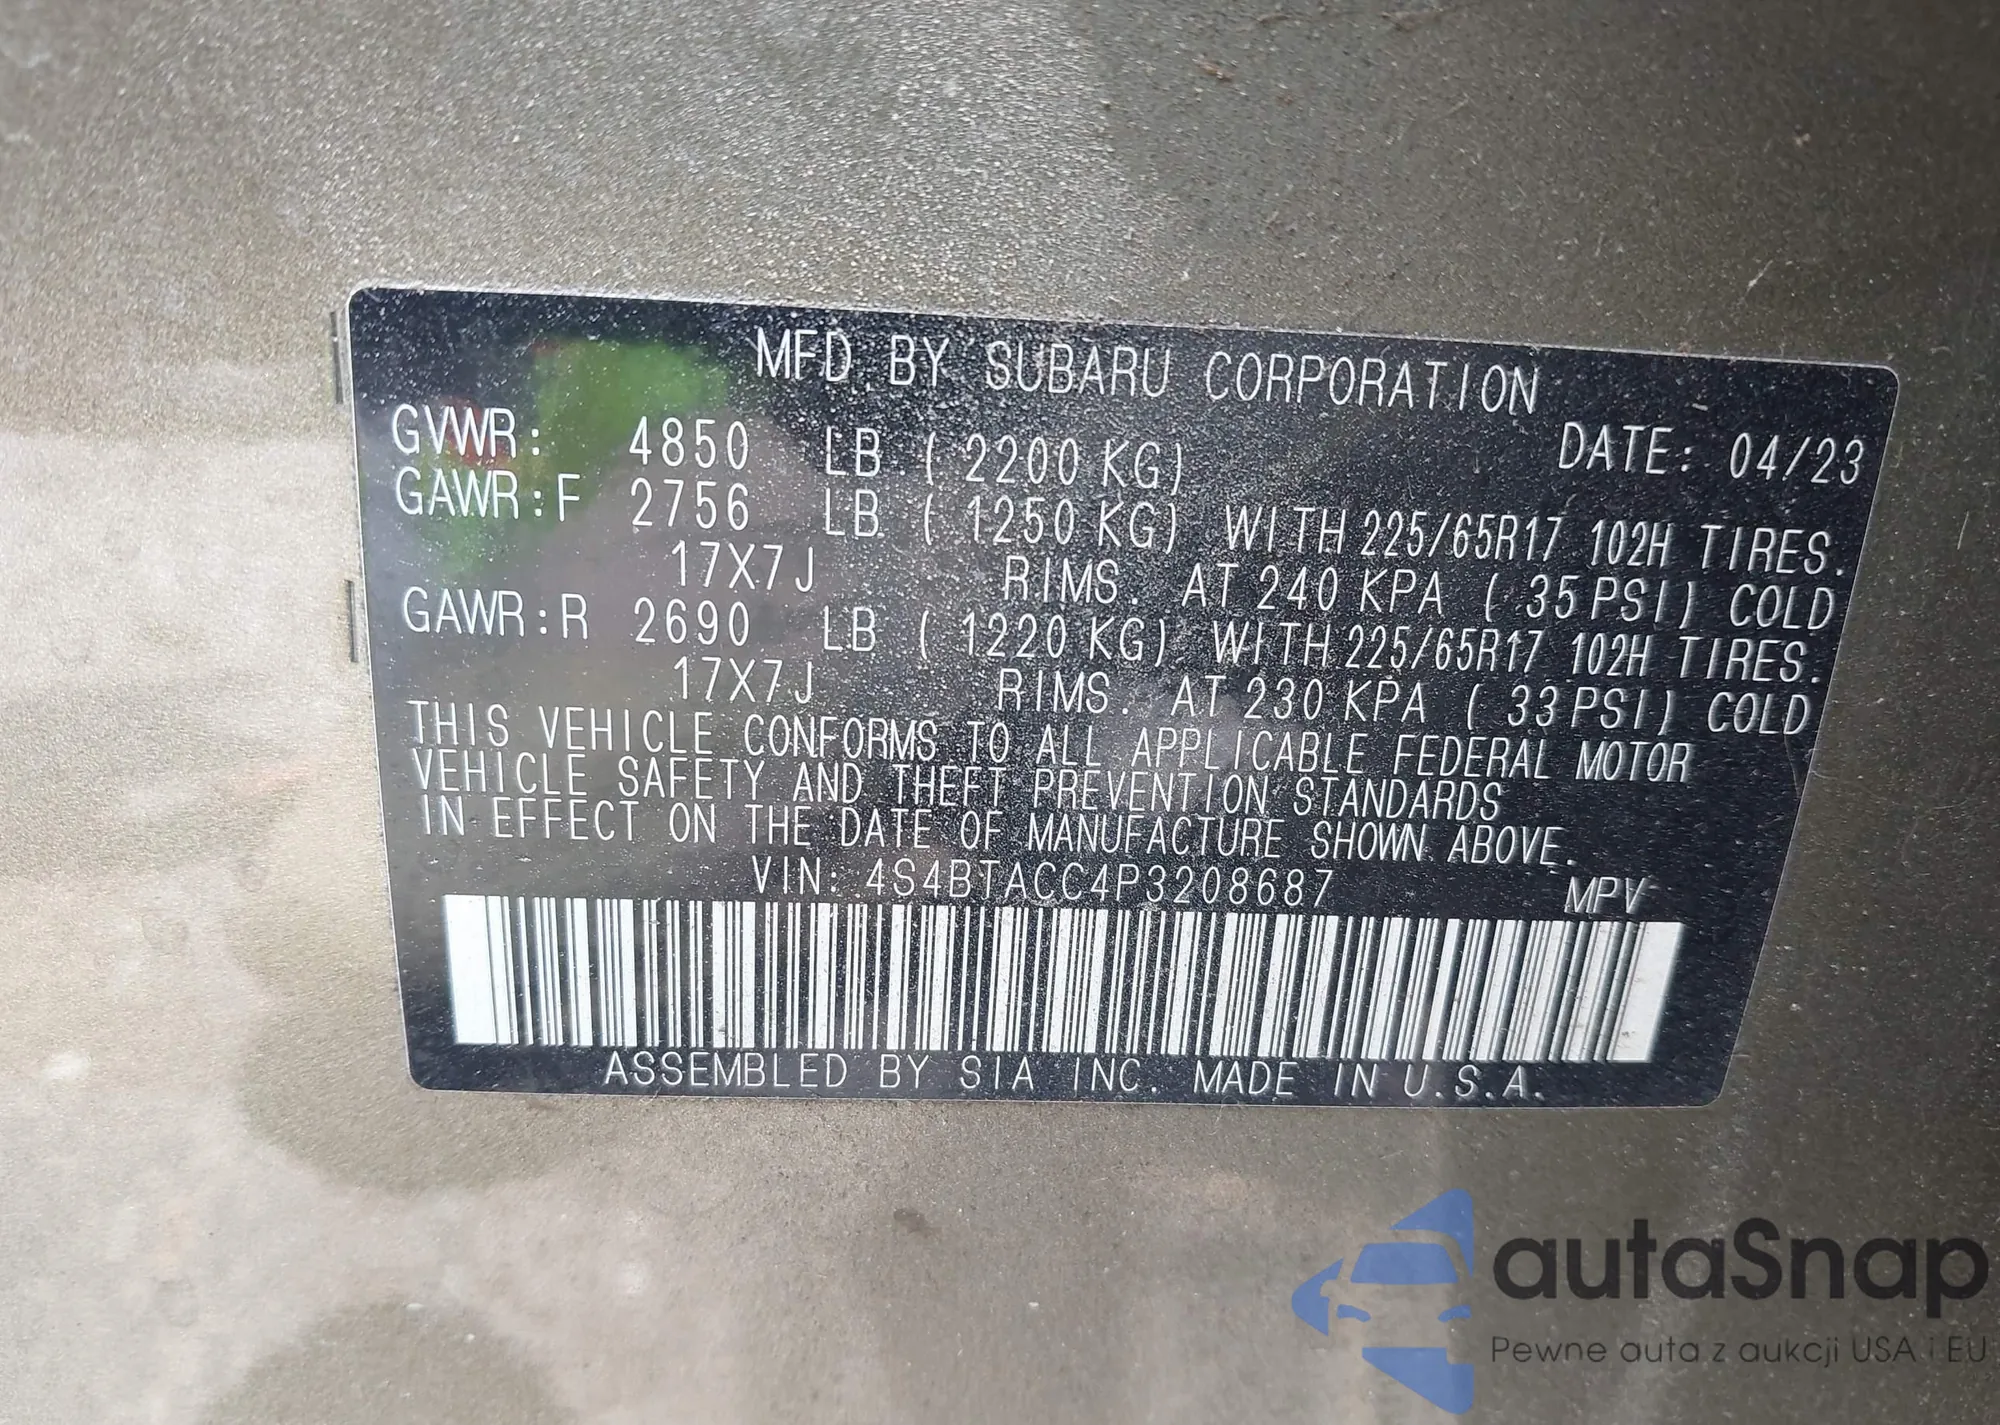 MFD. BY SUBARU CORPORATION
GVWR: 4850 LB ( 2200 KG) DATE: 04/23
GAWR:F 2756 LB ( 1250 KG) WITH 225/65R17 102H TIRES.
17X7J RIMS. AT 240 KPA ( 35 PSI) COLD
GAWR:R 2690 LB ( 1220 KG) WITH 225/65R17 102H TIRES.
17X7J RIMS. AT 230 KPA ( 33 PSI) COLD
THIS VEHICLE CONFORMS TO ALL APPLICABLE FEDERAL MOTOR
VEHICLE SAFETY AND THEFT PREVENTION STANDARDS
IN EFFECT ON THE DATE OF MANUFACTURE SHOWN ABOVE.
VIN: 4S4BTACC4P3208687 MPV
ASSEMBLED BY SIA INC. MADE IN U.S.A.
autaSnap
Pewne auta z aukcji USA i EU